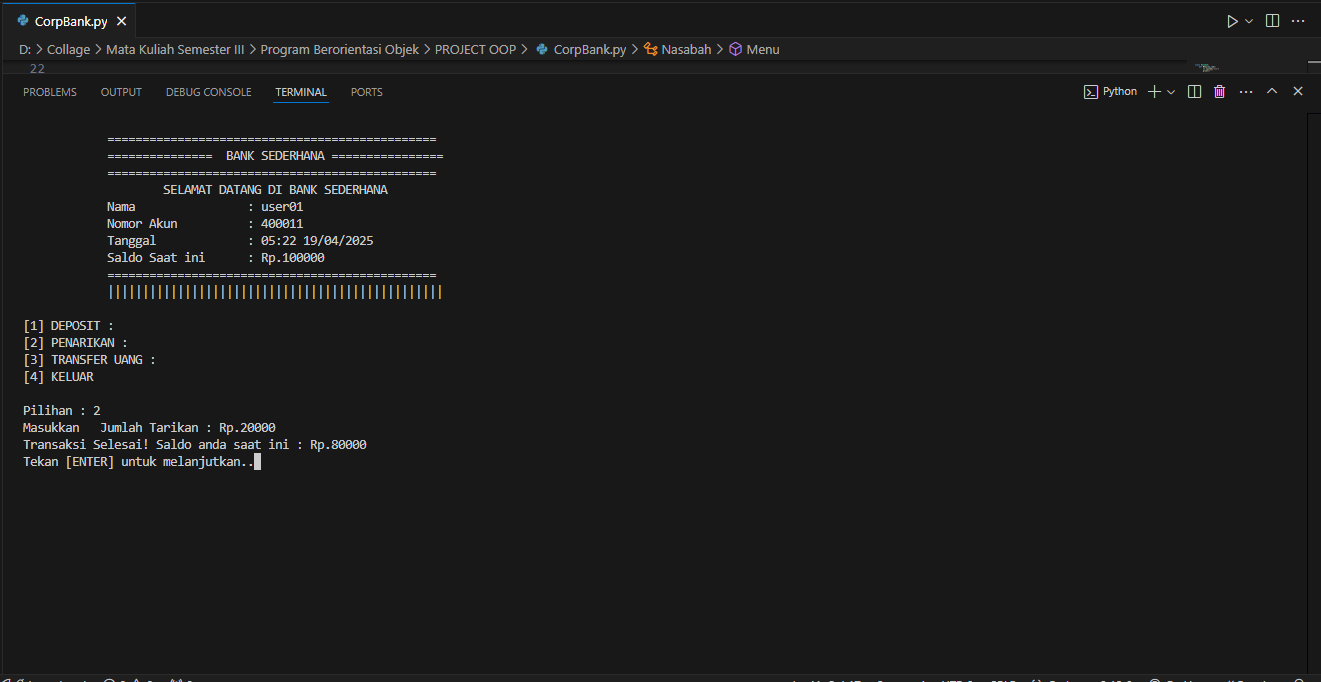 CorpBank.py
D: > Collage > Mata Kuliah Semester III > Program Berorientasi Objek > PROJECT OOP > CorpBank.py > Nasabah > Menu
22
PROBLEMS OUTPUT DEBUG CONSOLE TERMINAL PORTS Python
===============================================
=============== BANK SEDERHANA ================
===============================================
SELAMAT DATANG DI BANK SEDERHANA
Nama : user01
Nomor Akun : 400011
Tanggal : 05:22 19/04/2025
Saldo Saat ini : Rp.100000
===============================================
||||||||||||||||||||||||||||||||||||||||||||||||
[1] DEPOSIT :
[2] PENARIKAN :
[3] TRANSFER UANG :
[4] KELUAR
Pilihan : 2
Masukkan Jumlah Tarikan : Rp.20000
Transaksi Selesai! Saldo anda saat ini : Rp.80000
Tekan [ENTER] untuk melanjutkan..